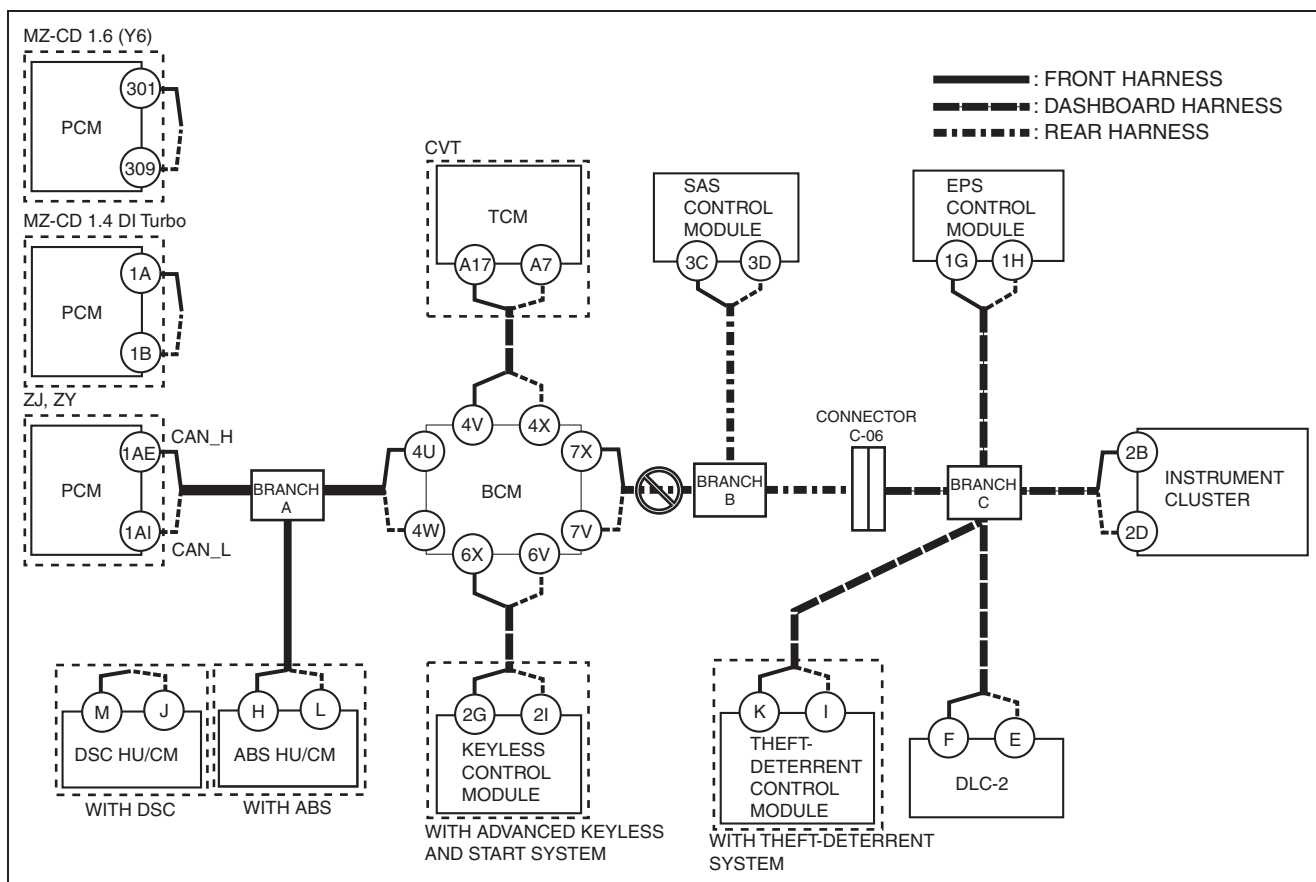 MZ-CD 1.6 (Y6)
PCM
301
309
MZ-CD 1.4 DI Turbo
PCM
1A
1B
ZJ, ZY
PCM
1AE
1AI
CAN_H
CAN_L
BRANCH
A
: FRONT HARNESS
: DASHBOARD HARNESS
: REAR HARNESS
CVT
TCM
A17
A7
SAS
CONTROL
MODULE
3C
3D
EPS
CONTROL
MODULE
1G
1H
4U
4V
4X
7X
BCM
4W
6X
6V
7V
BRANCH
B
CONNECTOR
C-06
BRANCH
C
2B
2D
INSTRUMENT
CLUSTER
M
J
DSC HU/CM
WITH DSC
H
L
ABS HU/CM
WITH ABS
2G
2I
KEYLESS
CONTROL
MODULE
WITH ADVANCED KEYLESS
AND START SYSTEM
K
I
THEFT-
DETERRENT
CONTROL
MODULE
WITH THEFT-DETERRENT
SYSTEM
F
E
DLC-2